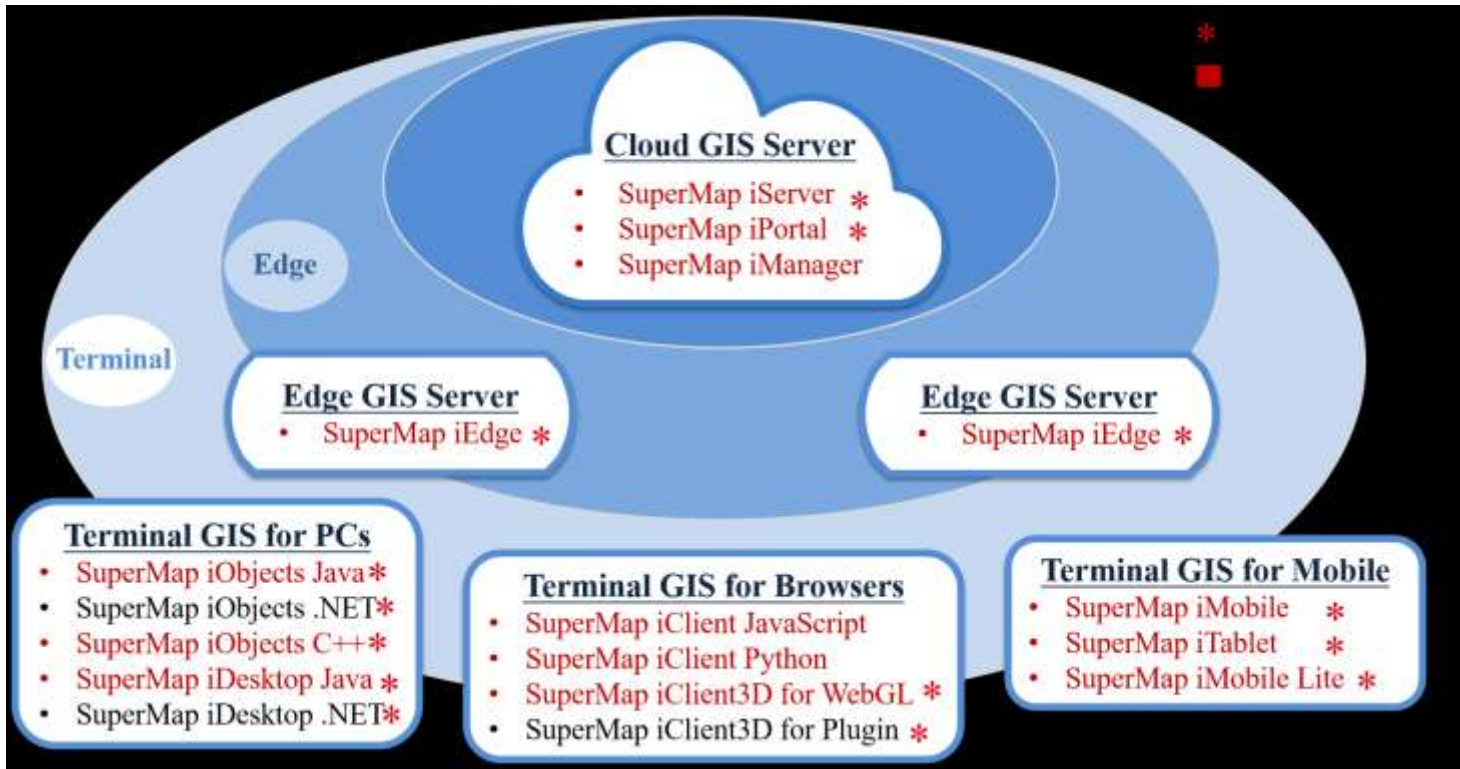 *
Cloud GIS Server
• SuperMap iServer *
• SuperMap iPortal *
• SuperMap iManager
Edge
Terminal
Edge GIS Server
• SuperMap iEdge *
Edge GIS Server
• SuperMap iEdge *
Terminal GIS for PCs
• SuperMap iObjects Java*
• SuperMap iObjects .NET*
• SuperMap iObjects C++*
• SuperMap iDesktop Java*
• SuperMap iDesktop .NET*
Terminal GIS for Browsers
• SuperMap iClient JavaScript
• SuperMap iClient Python
• SuperMap iClient3D for WebGL *
• SuperMap iClient3D for Plugin *
Terminal GIS for Mobile
• SuperMap iMobile *
• SuperMap iTablet *
• SuperMap iMobile Lite *